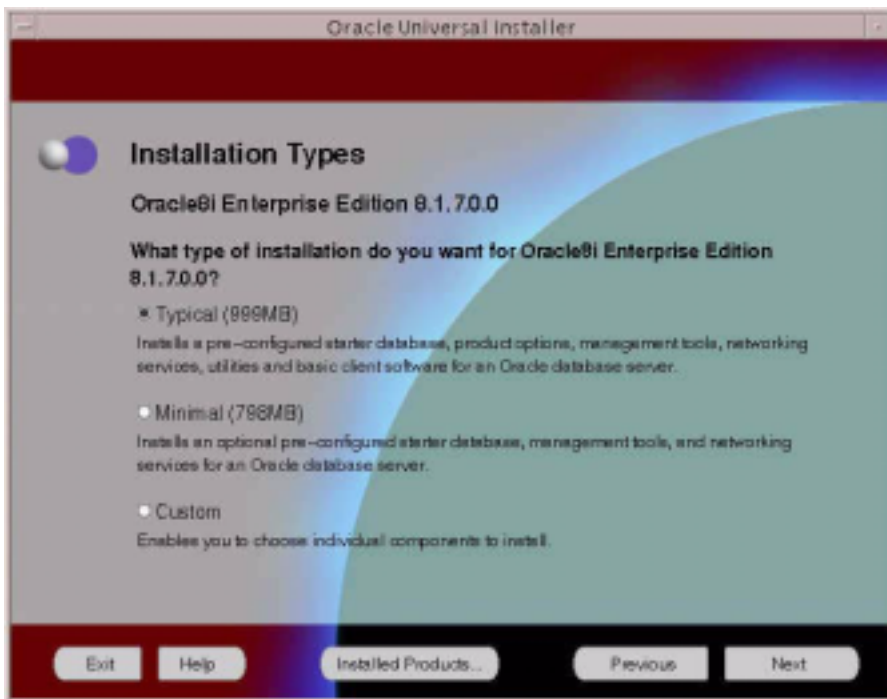 Oracle Universal Installer
Installation Types
Oracle8i Enterprise Edition 8.1.7.0.0
What type of installation do you want for Oracle8i Enterprise Edition
8.1.7.0.0?
Typical (999MB)
Installs a pre-configured starter database, product options, management tools, networking
services, utilities and basic client software for an Oracle database server.
Minimal (798MB)
Installs an optional pre-configured starter database, management tools, and networking
services for an Oracle database server.
Custom
Enables you to choose individual components to install.
Exit
Help
Installed Products...
Previous
Next